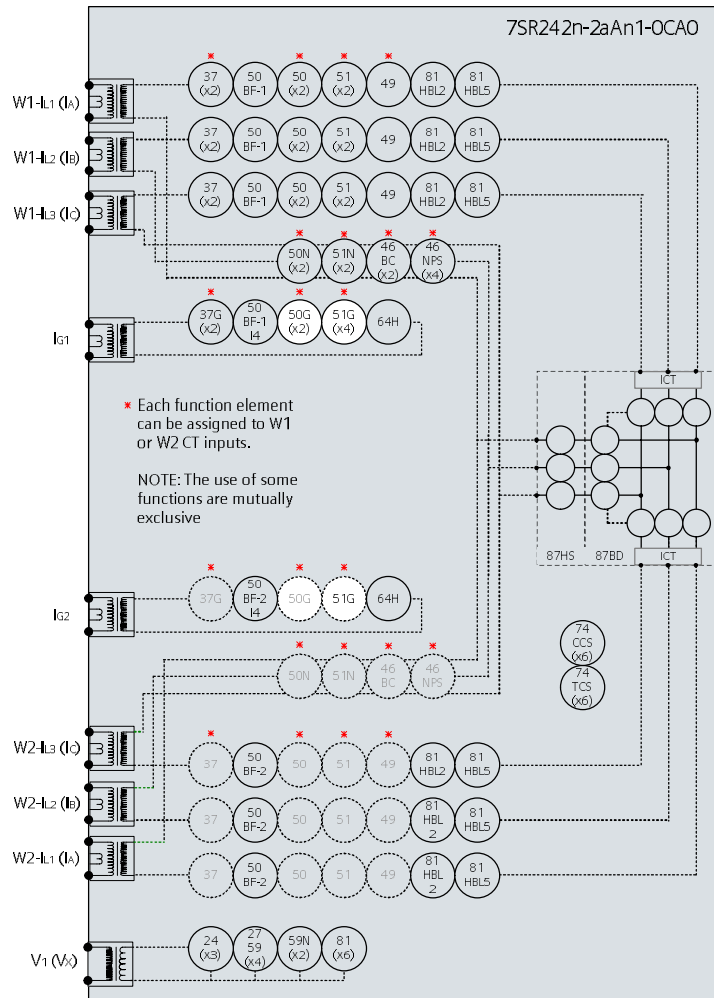 7SR242n-2aAn1-0CA0
W1-IL1 (IA)
37 (x2)
50 BF-1
50 (x2)
51 (x2)
49
81 HBL2
81 HBL5
W1-IL2 (IB)
37 (x2)
50 BF-1
50 (x2)
51 (x2)
49
81 HBL2
81 HBL5
W1-IL3 (IC)
37 (x2)
50 BF-1
50 (x2)
51 (x2)
49
81 HBL2
81 HBL5
50N (x2)
51N (x2)
46 BC (x2)
46 NPS (x4)
IG1
37G (x2)
50 BF-1 I4
50G (x2)
51G (x4)
64H
ICT
* Each function element
can be assigned to W1
or W2 CT inputs.
NOTE: The use of some
functions are mutually
exclusive
87HS
87BD
ICT
IG2
37G
50 BF-2 I4
50G
51G
64H
74 CCS (x6)
74 TCS (x6)
50N
51N
46 BC
46 NPS
W2-IL3 (IC)
37
50 BF-2
50
51
49
81 HBL2
81 HBL5
W2-IL2 (IB)
37
50 BF-2
50
51
49
81 HBL 2
81 HBL5
W2-IL1 (IA)
37
50 BF-2
50
51
49
81 HBL 2
81 HBL5
V1 (VX)
24 (x3)
27 59 (x4)
59N (x2)
81 (x6)